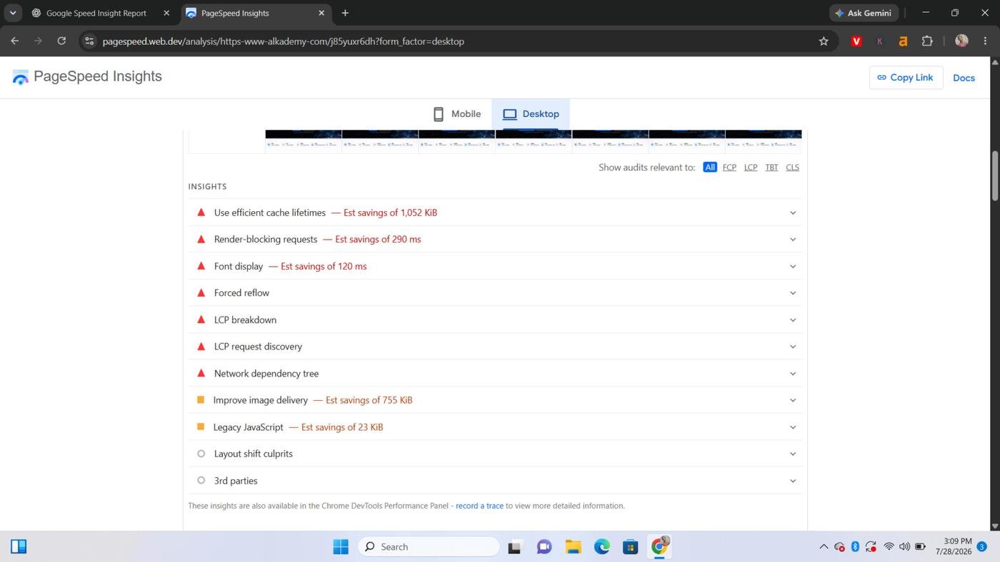 Google Speed Insight Report
PageSpeed Insights
Ask Gemini
pagespeed.web.dev/analysis/https-www-alkademy-com/j85yuxr6dh?form_factor=desktop
V
K
a
PageSpeed Insights
Copy Link
Docs
Mobile
Desktop
Show audits relevant to: All FCP LCP TBT CLS
INSIGHTS
Use efficient cache lifetimes — Est savings of 1,052 KiB
Render-blocking requests — Est savings of 290 ms
Font display — Est savings of 120 ms
Forced reflow
LCP breakdown
LCP request discovery
Network dependency tree
Improve image delivery — Est savings of 755 KiB
Legacy JavaScript — Est savings of 23 KiB
Layout shift culprits
3rd parties
These insights are also available in the Chrome DevTools Performance Panel - record a trace to view more detailed information.
Search
3:09 PM
7/28/2026
3